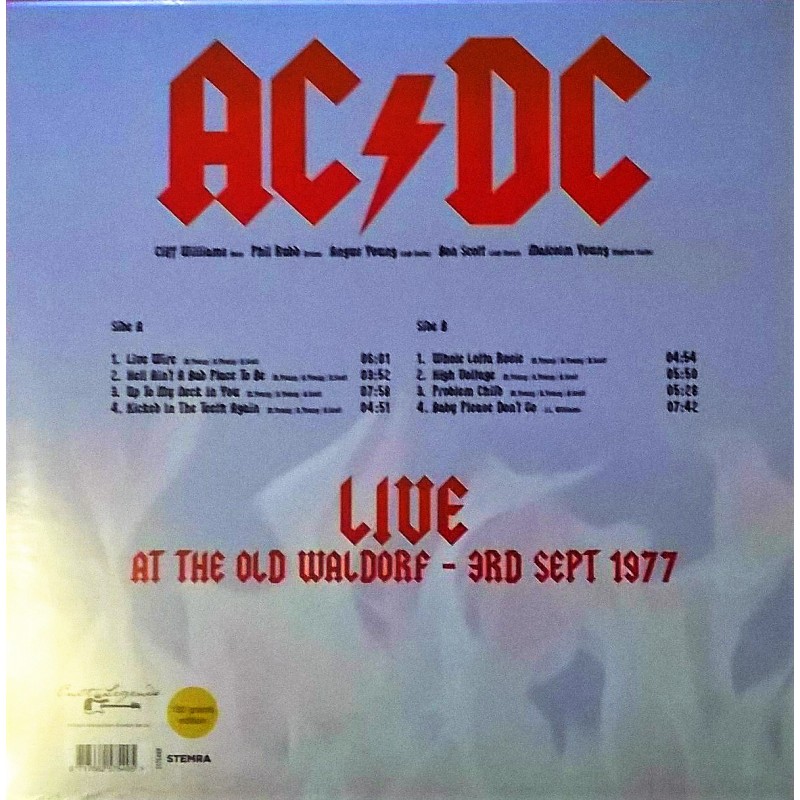 AC DC
Cliff Williams Phil Rudd Angus Young Bon Scott Malcolm Young
Side A
1. Live Wire 06:01
2. Hell Ain't A Bad Place To Be 03:52
3. Up To My Neck in You 07:58
4. Kicked In The Teeth Again 04:51
Side B
1. Whole Lotta Rosie 04:54
2. High Voltage 05:50
3. Problem Child 05:26
4. Baby Please Don't Go 07:42
LIVE
AT THE OLD WALDORF - 3RD SEPT 1977
Cult Legends
edition
STEMRA